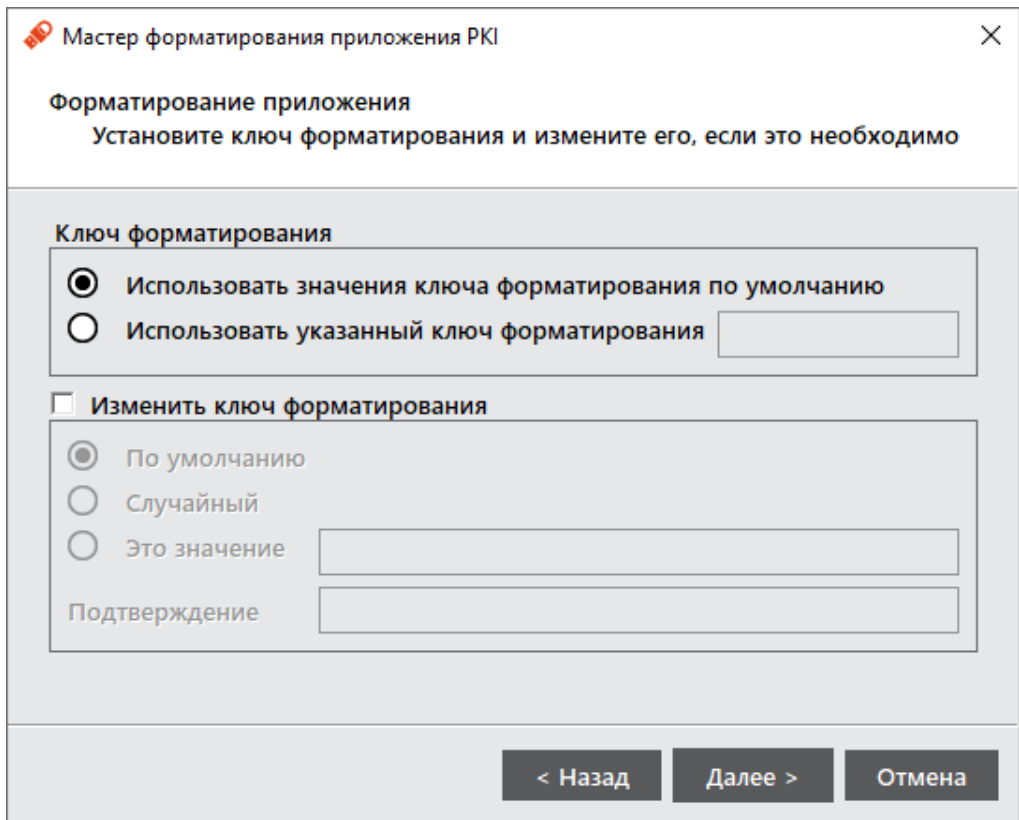 Мастер форматирования приложения PKI
Форматирование приложения
Установите ключ форматирования и измените его, если это необходимо
Ключ форматирования
Использовать значения ключа форматирования по умолчанию
Использовать указанный ключ форматирования
Изменить ключ форматирования
По умолчанию
Случайный
Это значение
Подтверждение
< Назад
Далее >
Отмена